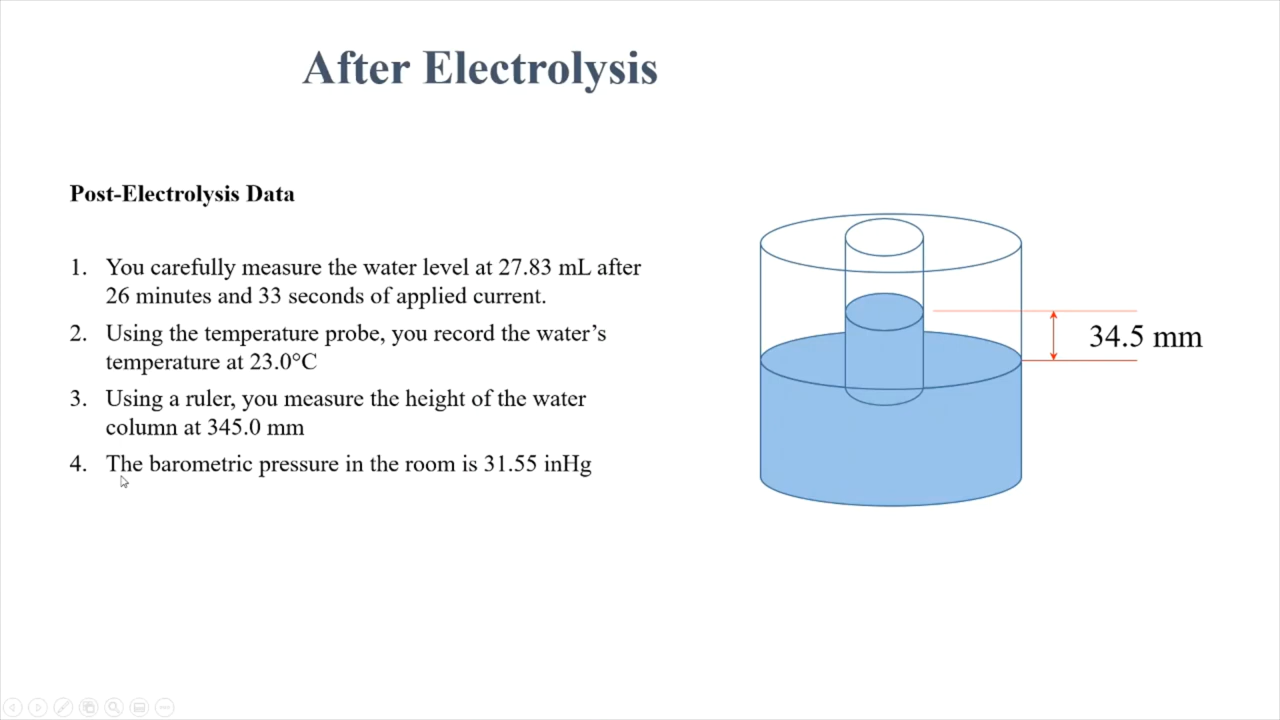 After Electrolysis
Post-Electrolysis Data
1. You carefully measure the water level at 27.83 mL after
26 minutes and 33 seconds of applied current.
2. Using the temperature probe, you record the water’s
temperature at 23.0°C
3. Using a ruler, you measure the height of the water
column at 345.0 mm
4. The barometric pressure in the room is 31.55 inHg
34.5 mm